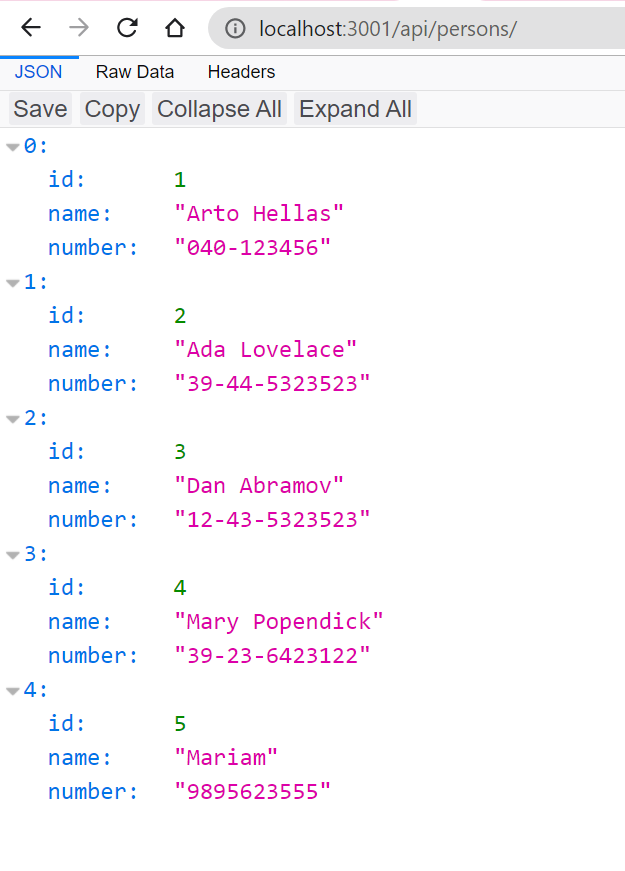 localhost:3001/api/persons/
JSON Raw Data Headers
Save Copy Collapse All Expand All
0:
id: 1
name: "Arto Hellas"
number: "040-123456"
1:
id: 2
name: "Ada Lovelace"
number: "39-44-5323523"
2:
id: 3
name: "Dan Abramov"
number: "12-43-5323523"
3:
id: 4
name: "Mary Popendick"
number: "39-23-6423122"
4:
id: 5
name: "Mariam"
number: "9895623555"